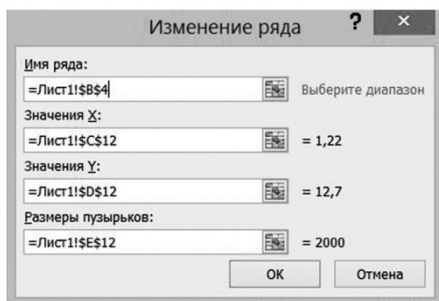 Изменение ряда ? ×
Имя ряда:
=Лист1!$B$4 Выберите диапазон
Значения X:
=Лист1!$C$12 = 1,22
Значения Y:
=Лист1!$D$12 = 12,7
Размеры пузырьков:
=Лист1!$E$12 = 2000
ОК Отмена